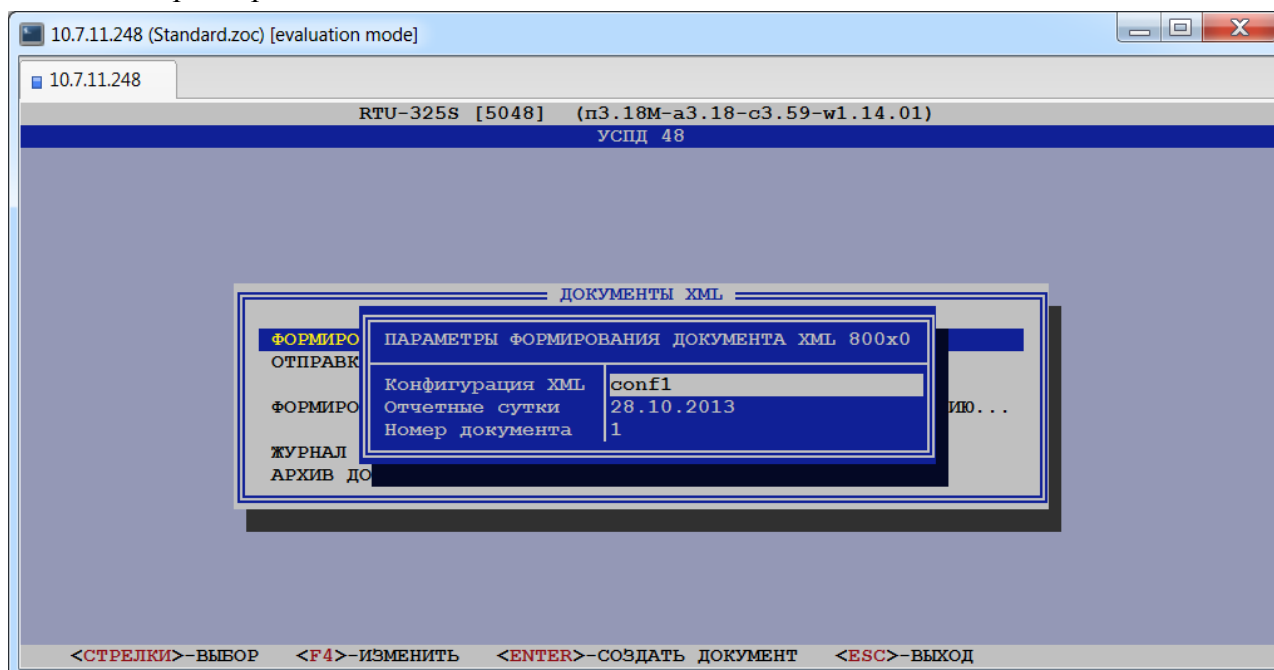 10.7.11.248 (Standard.zoc) [evaluation mode]
10.7.11.248
RTU-325S [5048] (п3.18М-а3.18-с3.59-w1.14.01)
УСПД 48
ДОКУМЕНТЫ XML
ФОРМИРО
ПАРАМЕТРЫ ФОРМИРОВАНИЯ ДОКУМЕНТА XML 800x0
ОТПРАВК
Конфигурация XML conf1
ФОРМИРО Отчетные сутки 28.10.2013 ИЮ...
Номер документа 1
ЖУРНАЛ
АРХИВ ДО
<СТРЕЛКИ>-ВЫБОР <F4>-ИЗМЕНИТЬ <ENTER>-СОЗДАТЬ ДОКУМЕНТ <ESC>-ВЫХОД